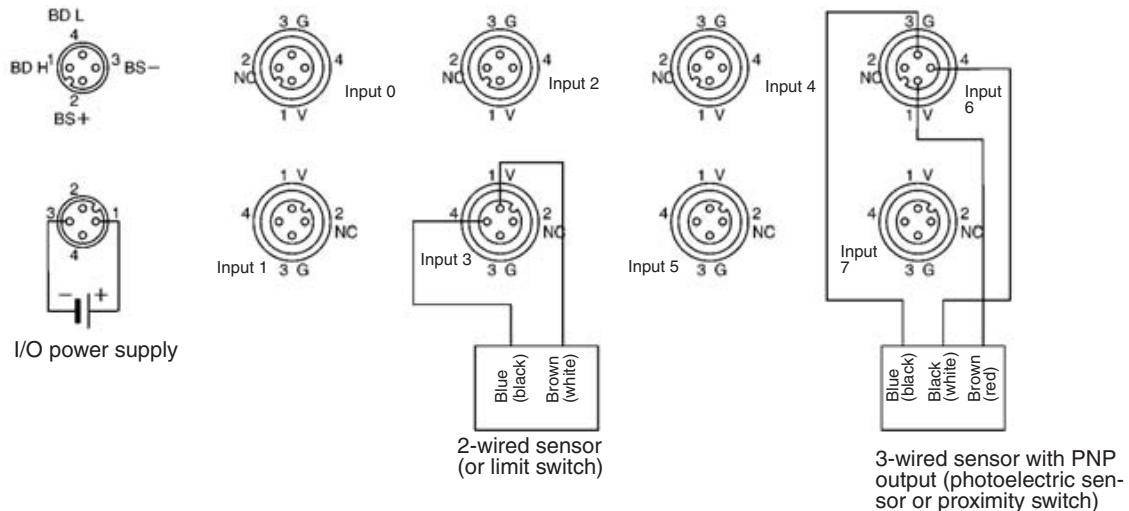 BD L
4
BD H 1
3 BS−
2
BS+
3 G
2
NC
4
Input 0
1 V
3 G
2
NC
4
Input 2
1 V
3 G
2
NC
4
Input 4
1 V
3 G
2
NC
4
Input
6
1 V
2
3
1
4
− +
I/O power supply
1 V
4
2
NC
Input 1
3 G
1 V
4
2
NC
Input 3
3 G
1 V
4
2
NC
Input 5
3 G
1 V
4
2
NC
Input
7
3 G
Blue
(black)
Brown
(white)
2-wired sensor
(or limit switch)
Blue
(black)
Black
(white)
Brown
(red)
3-wired sensor with PNP
output (photoelectric sen-
sor or proximity switch)